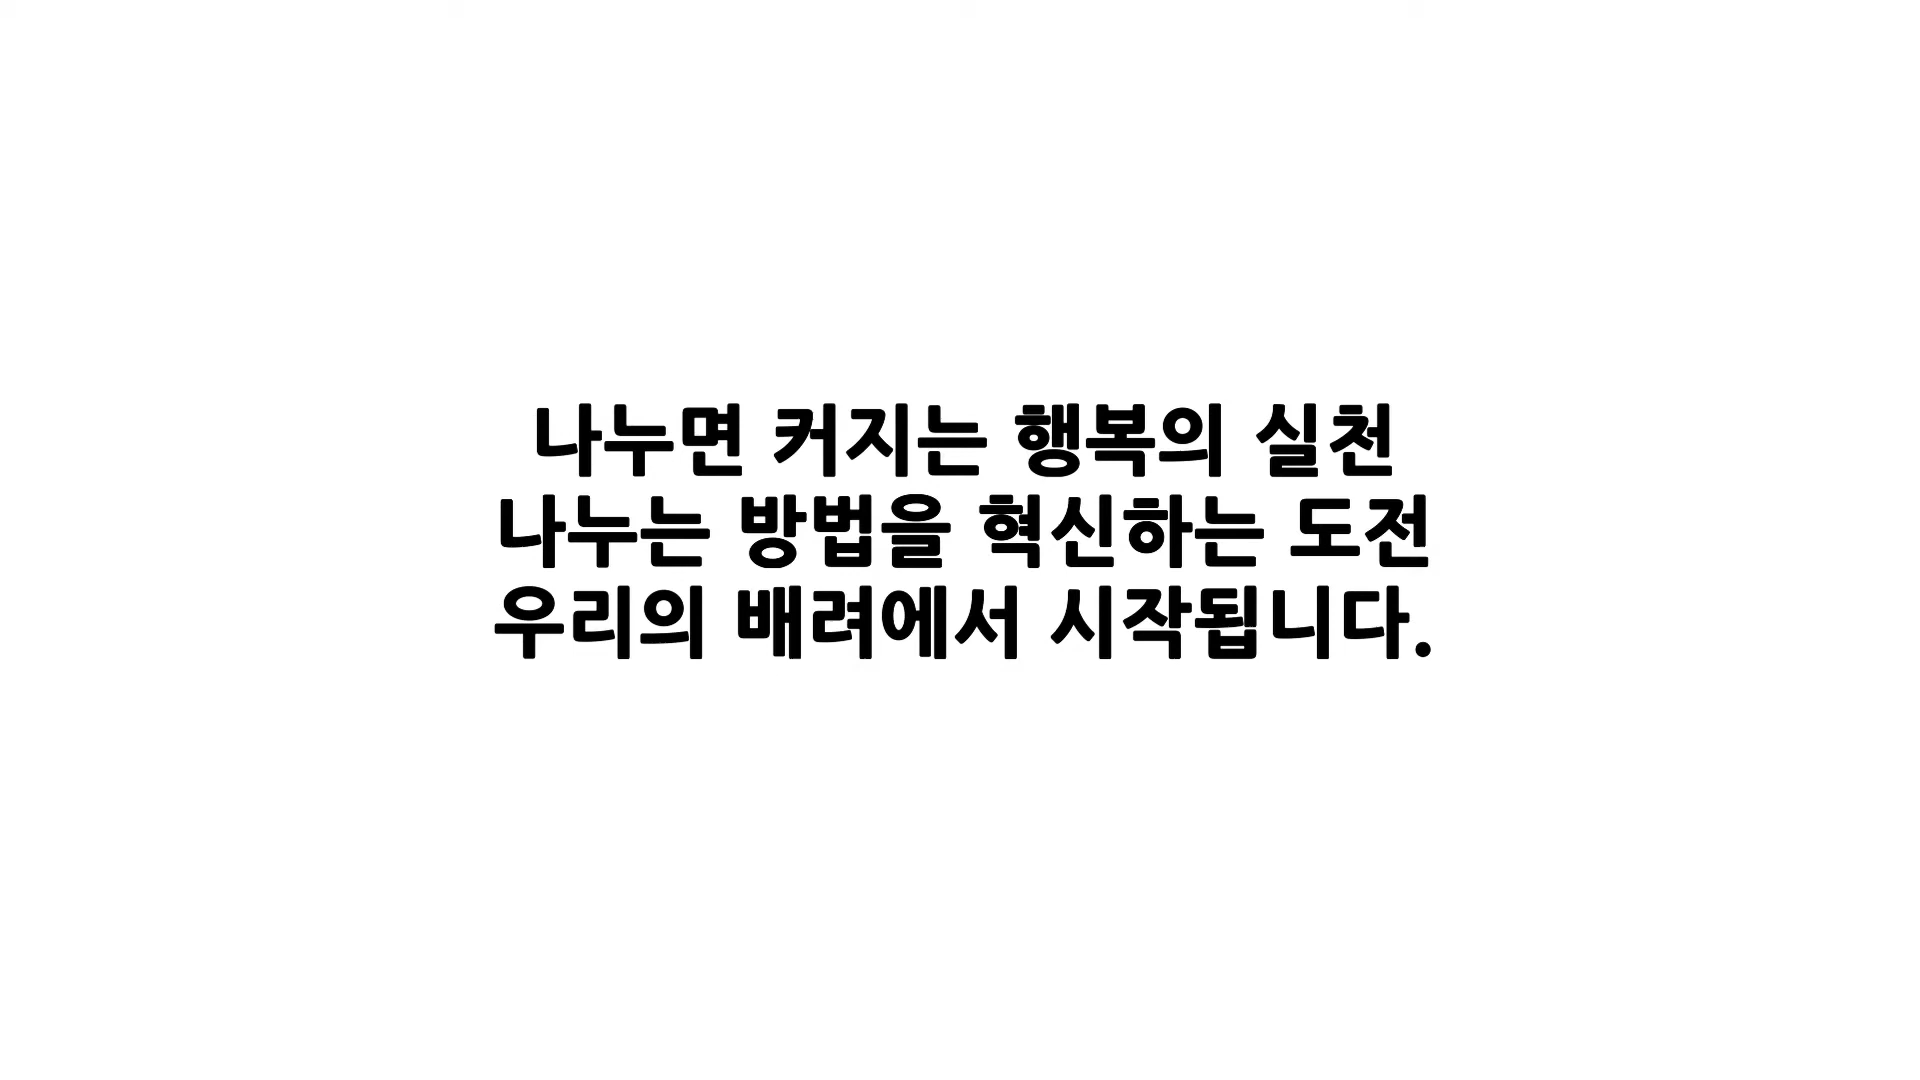 나누면 커지는 행복의 실천
나누는 방법을 혁신하는 도전
우리의 배려에서 시작됩니다.